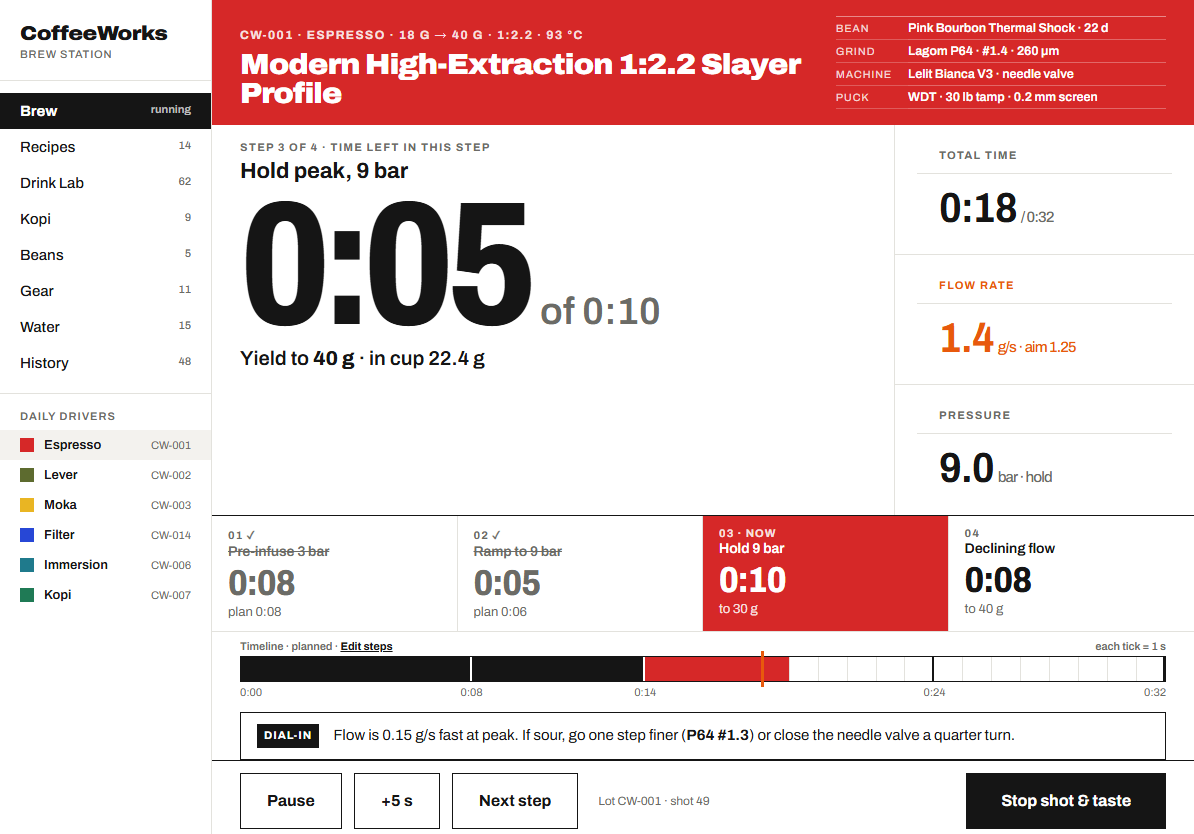 CoffeeWorks
BREW STATION
Brew running
Recipes 14
Drink Lab 62
Kopi 9
Beans 5
Gear 11
Water 15
History 48
DAILY DRIVERS
Espresso CW-001
Lever CW-002
Moka CW-003
Filter CW-014
Immersion CW-006
Kopi CW-007
CW-001 · ESPRESSO · 18 G → 40 G · 1:2.2 · 93 °C
Modern High-Extraction 1:2.2 Slayer
Profile
BEAN Pink Bourbon Thermal Shock · 22 d
GRIND Lagom P64 · #1.4 · 260 µm
MACHINE Lelit Bianca V3 · needle valve
PUCK WDT · 30 lb tamp · 0.2 mm screen
STEP 3 OF 4 · TIME LEFT IN THIS STEP
Hold peak, 9 bar
0:05 of 0:10
Yield to 40 g · in cup 22.4 g
TOTAL TIME
0:18 / 0:32
FLOW RATE
1.4 g/s · aim 1.25
PRESSURE
9.0 bar · hold
01 ✓
Pre-infuse 3 bar
0:08
plan 0:08
02 ✓
Ramp to 9 bar
0:05
plan 0:06
03 · NOW
Hold 9 bar
0:10
to 30 g
04
Declining flow
0:08
to 40 g
Timeline · planned · Edit steps each tick = 1 s
0:00 0:08 0:14 0:24 0:32
DIAL-IN Flow is 0.15 g/s fast at peak. If sour, go one step finer (P64 #1.3) or close the needle valve a quarter turn.
Pause +5 s Next step Lot CW-001 · shot 49 Stop shot & taste